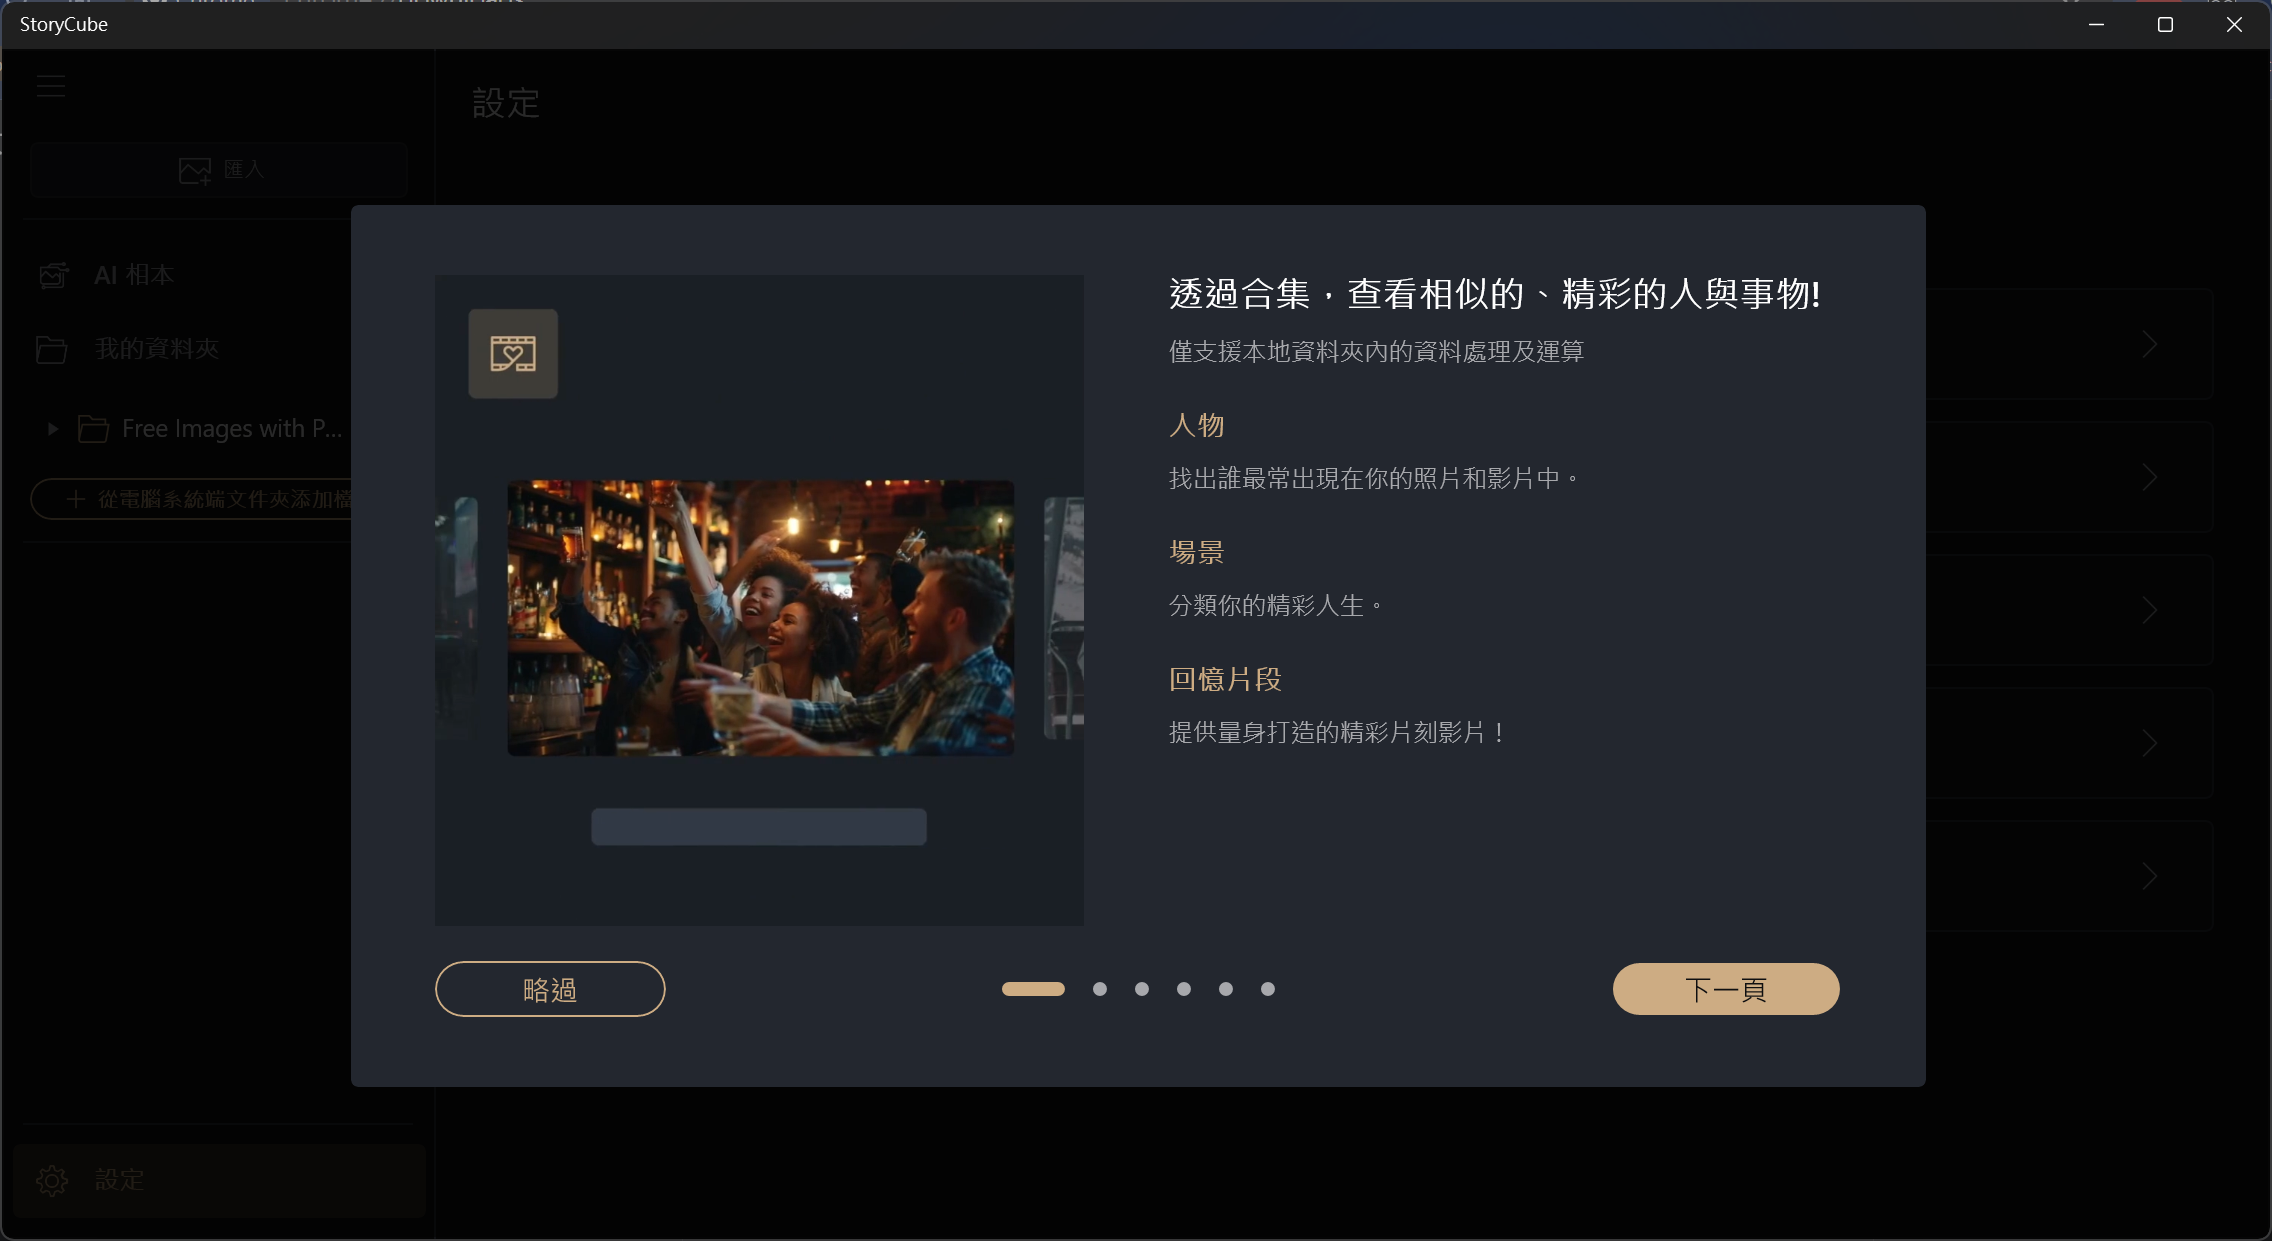 StoryCube
設定
匯入
AI 相本
我的資料夾
Free Images with P...
從電腦系統端文件夾添加檔
設定
透過合集，查看相似的、精彩的人與事物!
僅支援本地資料夾內的資料處理及運算
人物
找出誰最常出現在你的照片和影片中。
場景
分類你的精彩人生。
回憶片段
提供量身打造的精彩片刻影片！
略過
下一頁